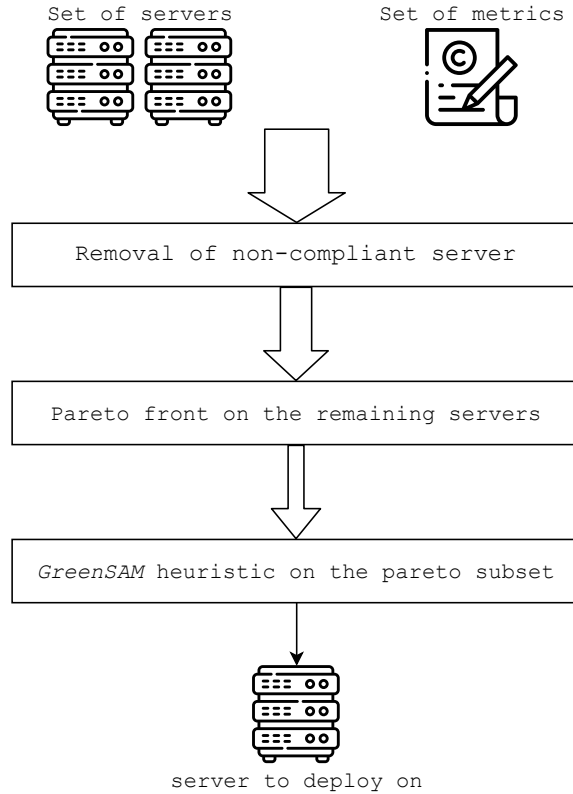 Set of servers
Set of metrics
C
Removal of non-compliant server
Pareto front on the remaining servers
GreenSAM heuristic on the pareto subset
server to deploy on